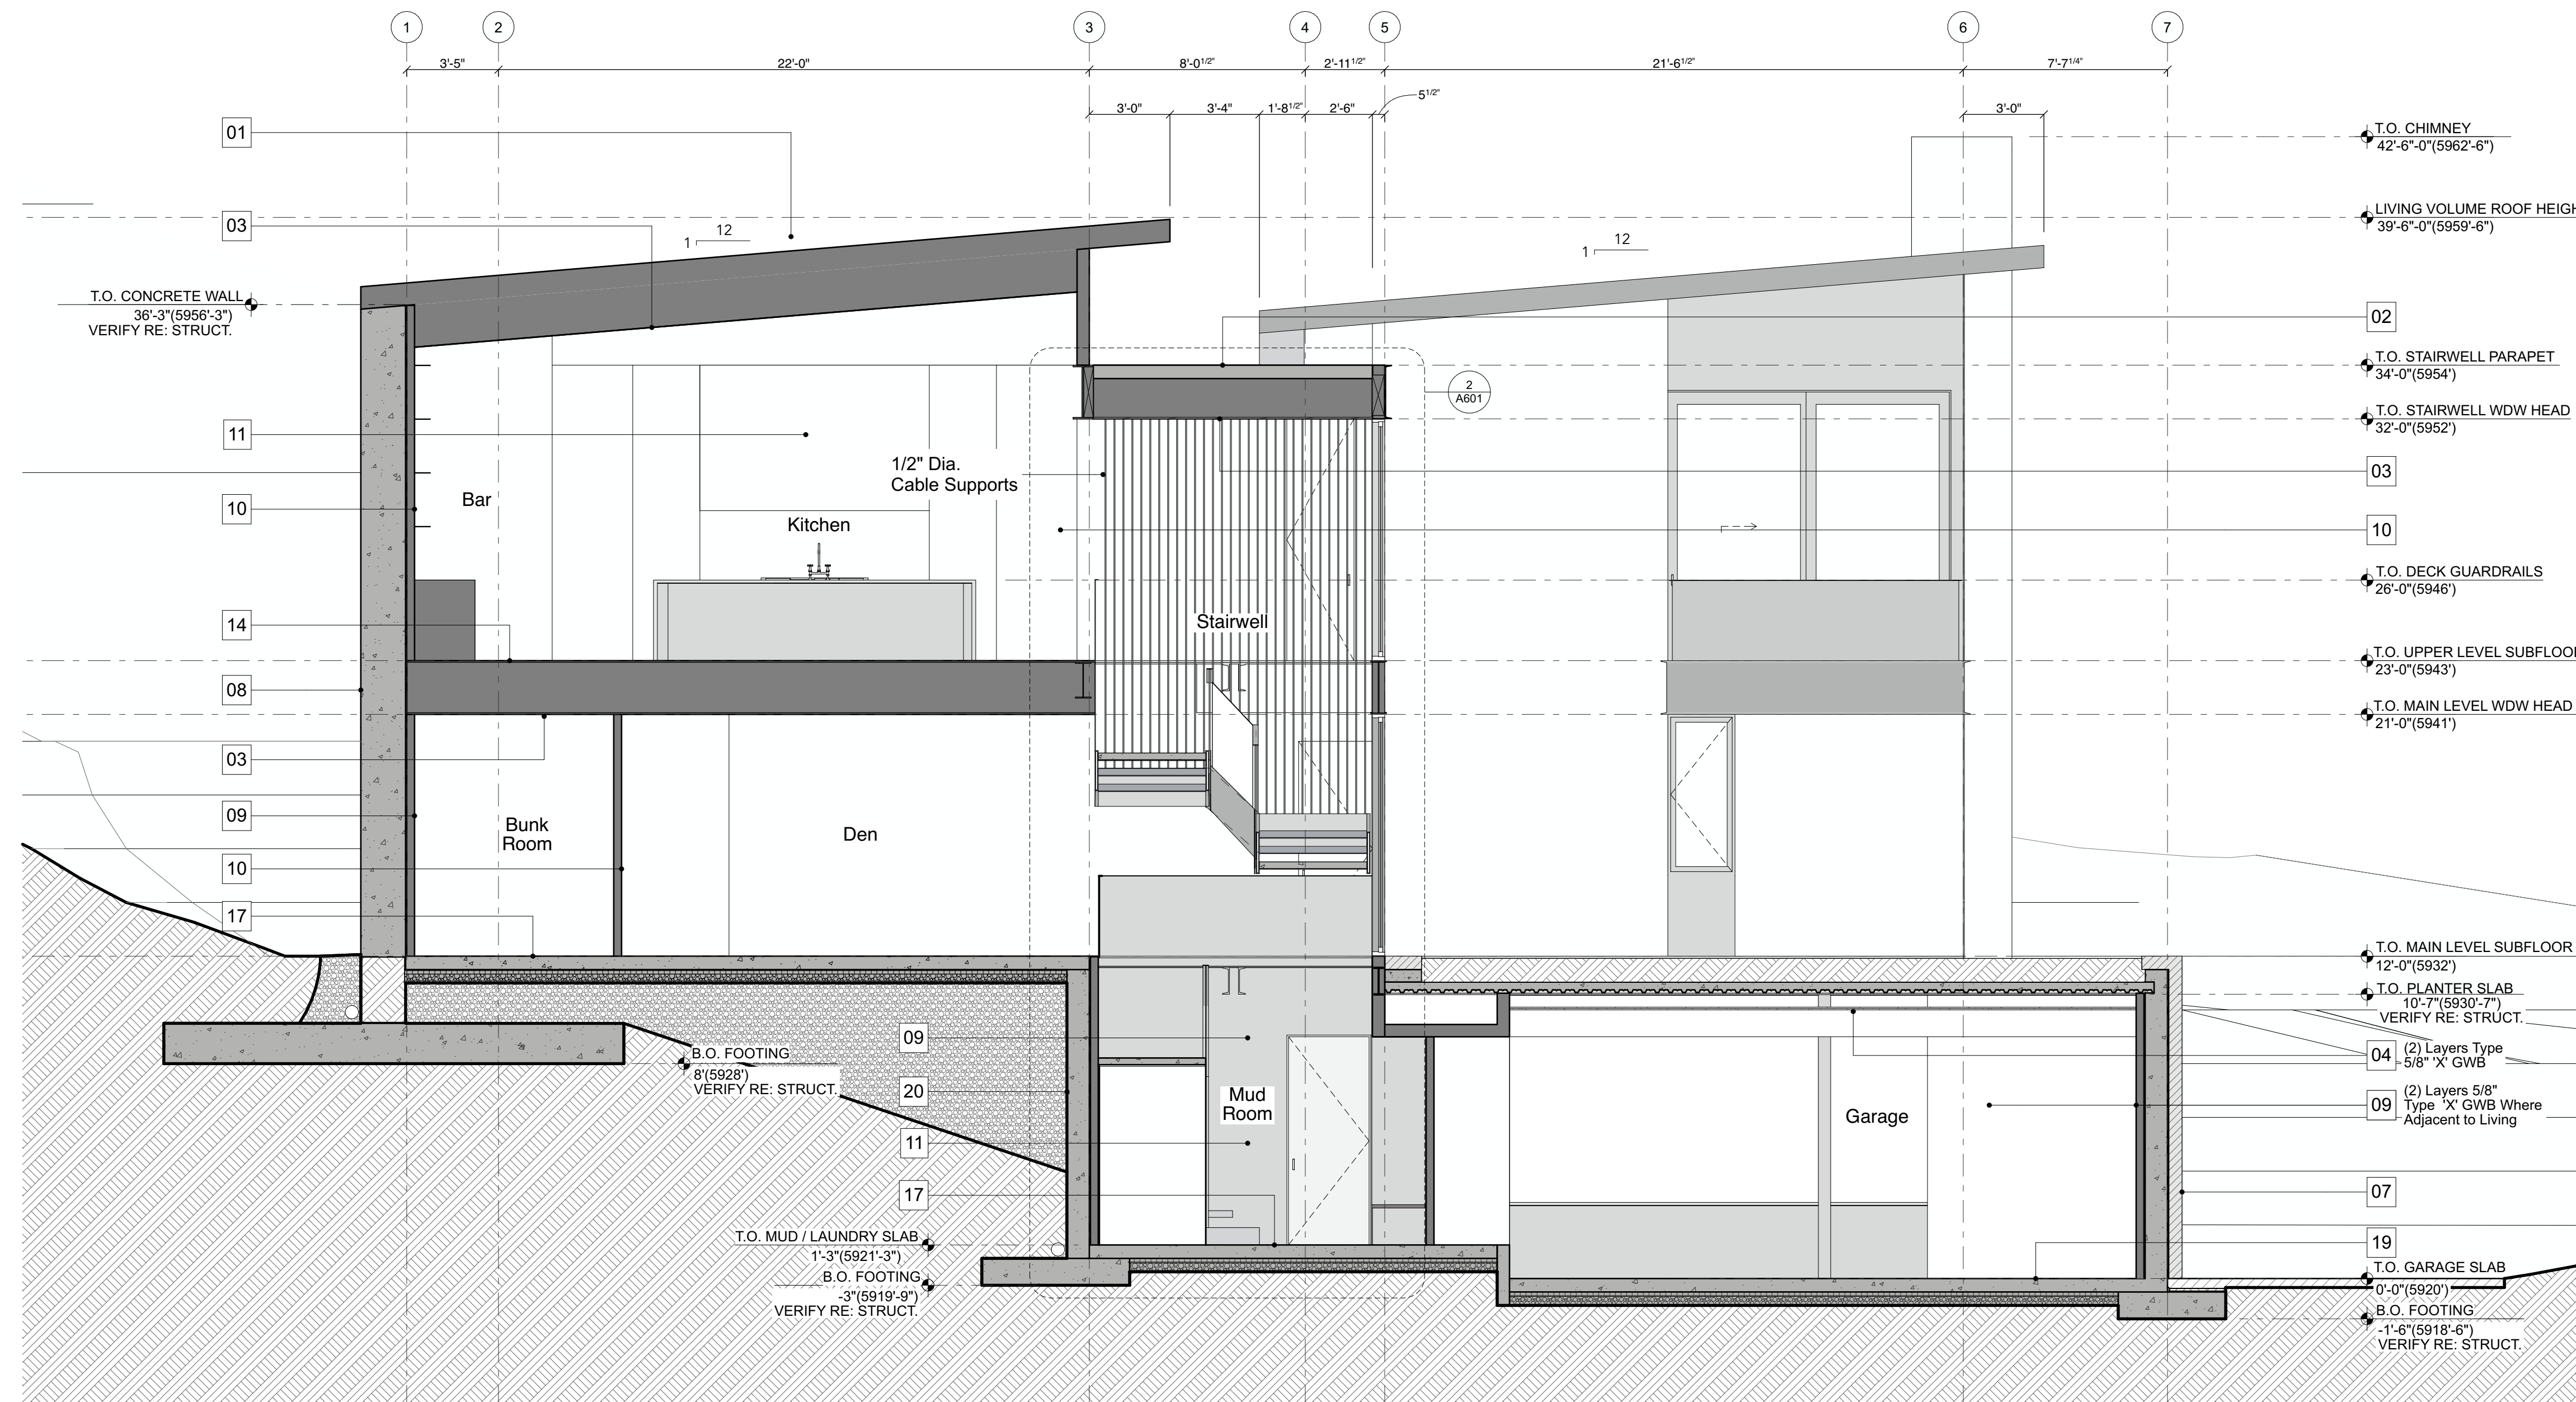 1 2 3 4 5 6 7
3'-5" 22'-0" 8'-0 1/2" 2'-11 1/2" 21'-6 1/2" 7'-7 1/4"
3'-0" 3'-4" 1'-8 1/2" 2'-6" 5 1/2" 3'-0"
01
T.O. CHIMNEY
42'-6"-0"(5962'-6")
03
1 12
1 12
LIVING VOLUME ROOF HEIGH
39'-6"-0"(5959'-6")
T.O. CONCRETE WALL
36'-3"(5956'-3")
VERIFY RE: STRUCT.
02
T.O. STAIRWELL PARAPET
34'-0"(5954')
2
A601
T.O. STAIRWELL WDW HEAD
32'-0"(5952')
11
1/2" Dia.
Cable Supports
03
10
Bar
Kitchen
10
T.O. DECK GUARDRAILS
26'-0"(5946')
14
Stairwell
T.O. UPPER LEVEL SUBFLOOR
23'-0"(5943')
08
T.O. MAIN LEVEL WDW HEAD
21'-0"(5941')
03
09
Bunk
Room
Den
10
17
T.O. MAIN LEVEL SUBFLOOR
12'-0"(5932')
T.O. PLANTER SLAB
10'-7"(5930'-7")
VERIFY RE: STRUCT.
09
B.O. FOOTING
8'(5928')
VERIFY RE: STRUCT.
04
(2) Layers Type
5/8" 'X' GWB
20
Mud
Room
Garage
09
(2) Layers 5/8"
Type 'X' GWB Where
Adjacent to Living
11
17
07
T.O. MUD / LAUNDRY SLAB
1'-3"(5921'-3")
19
T.O. GARAGE SLAB
0'-0"(5920')
B.O. FOOTING
-3"(5919'-9")
VERIFY RE: STRUCT.
B.O. FOOTING
-1'-6"(5918'-6")
VERIFY RE: STRUCT.